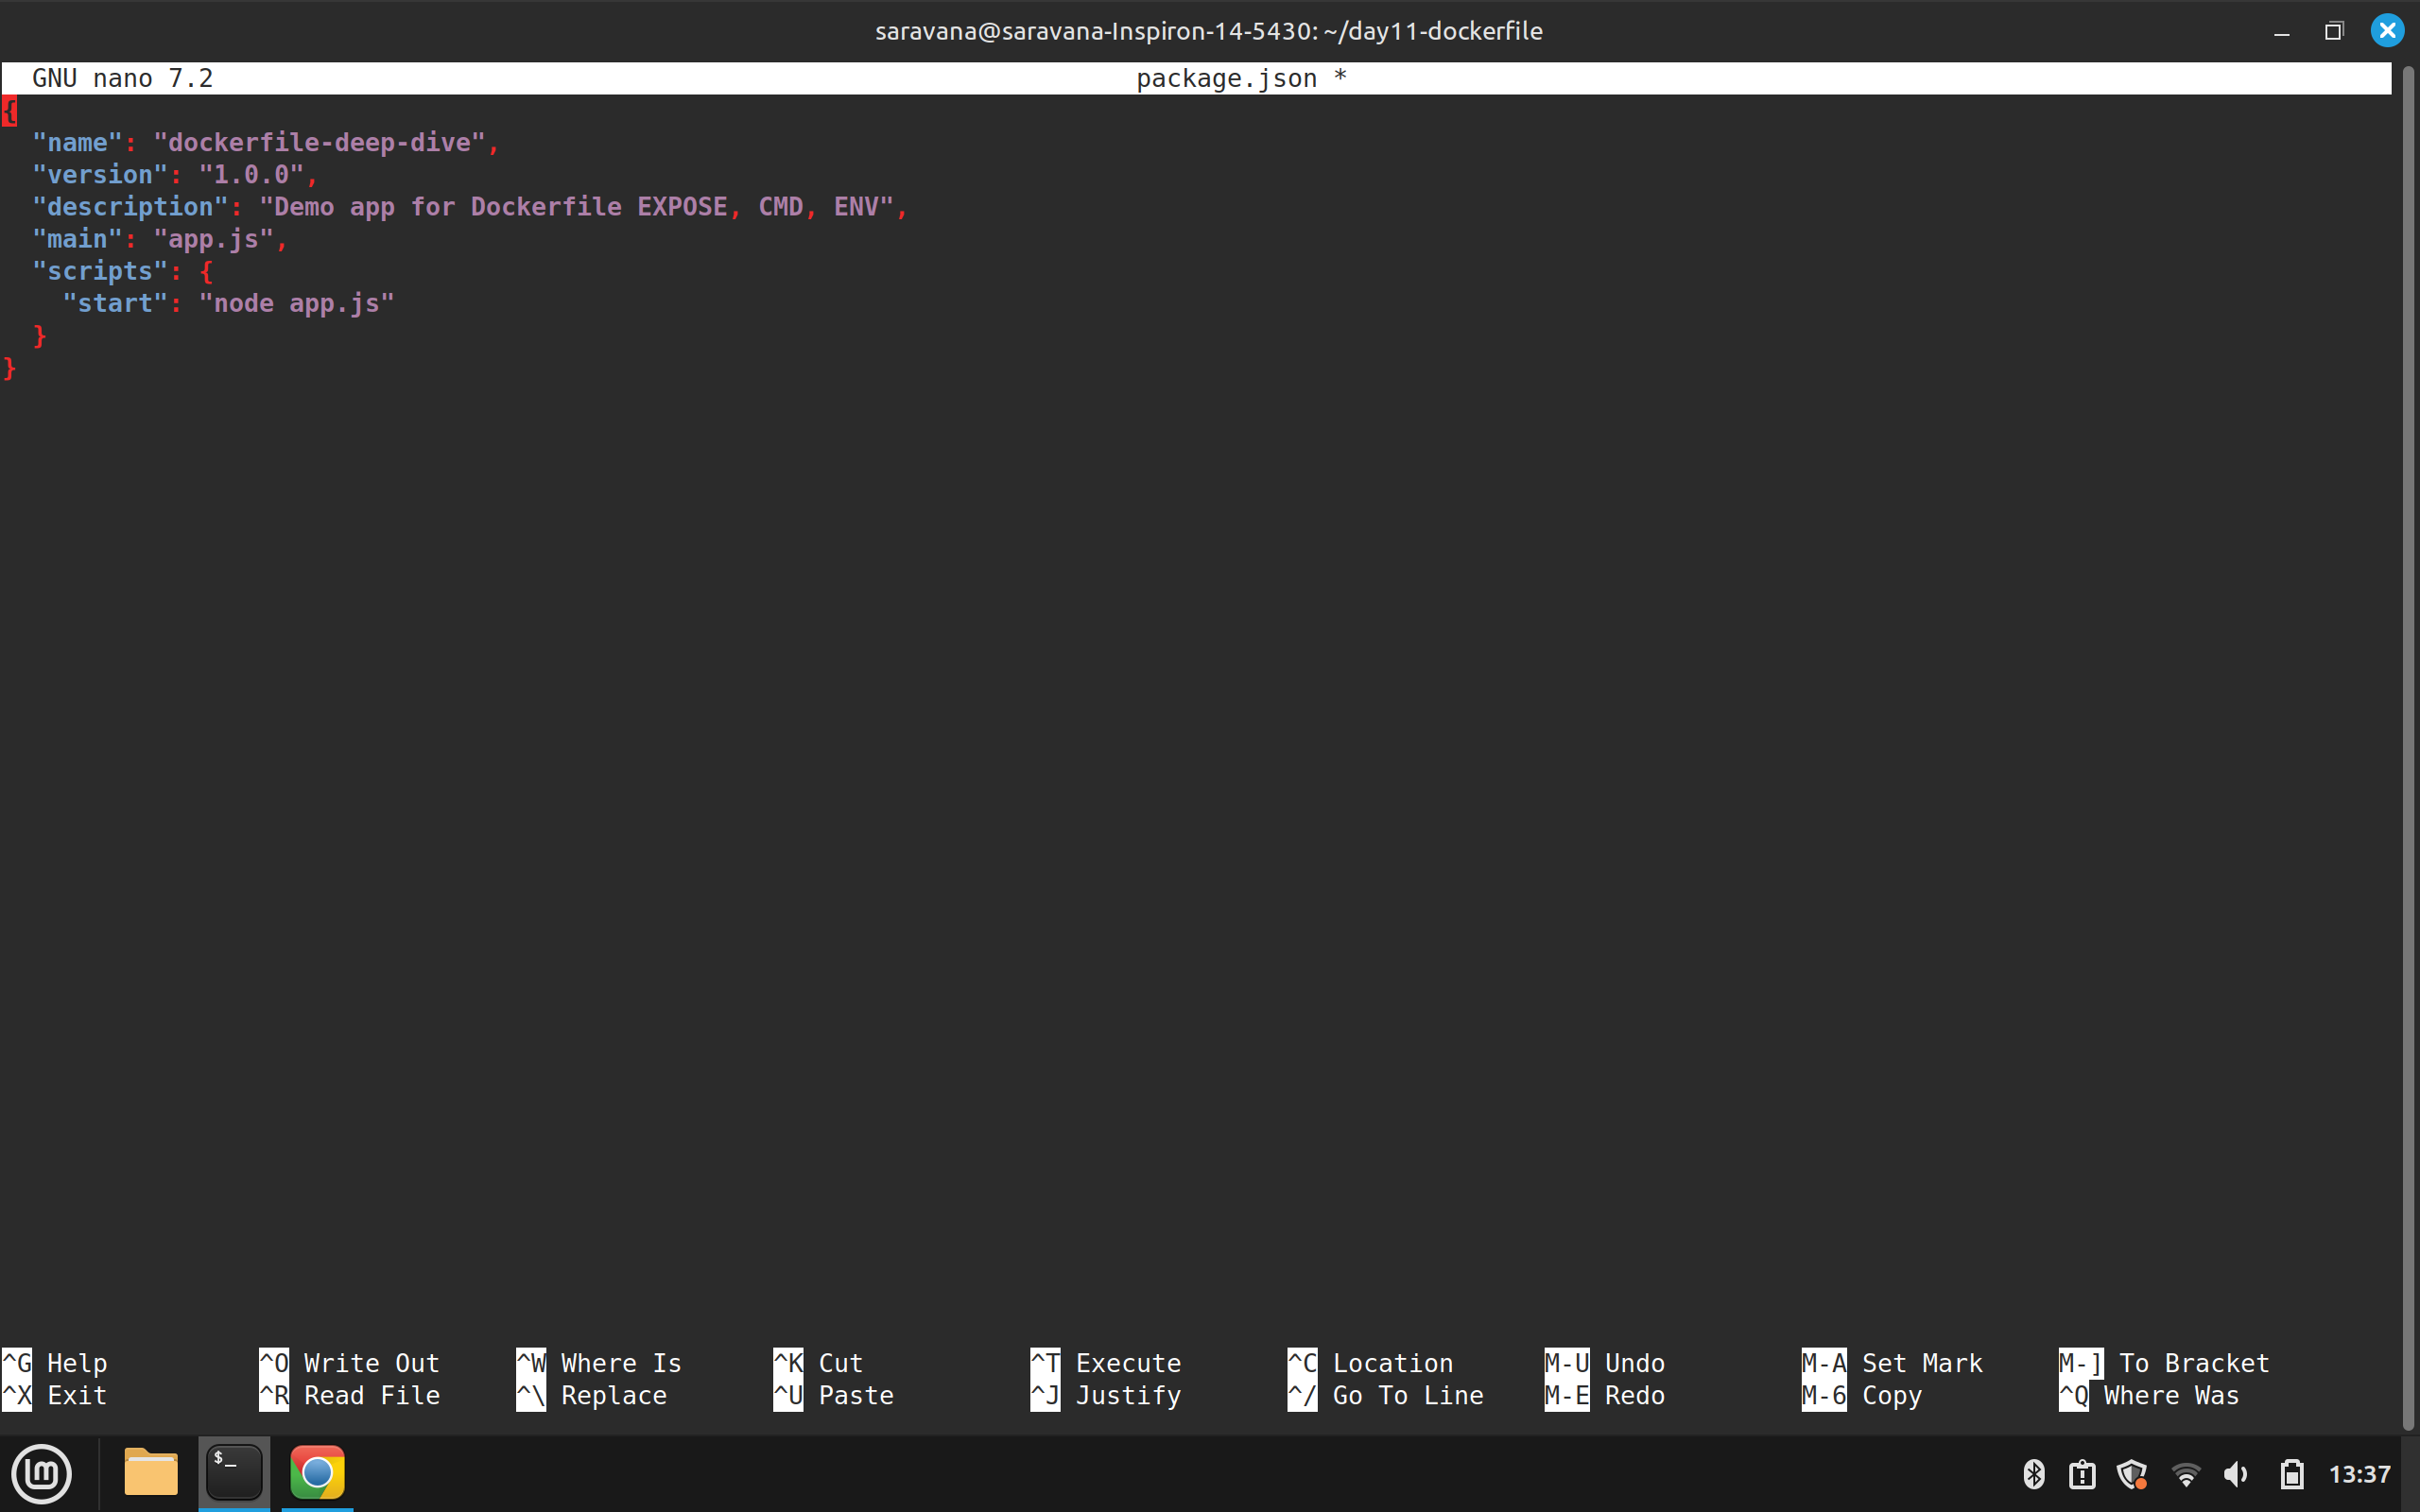 saravana@saravana-Inspiron-14-5430: ~/day11-dockerfile
GNU nano 7.2 package.json *
{
  "name": "dockerfile-deep-dive",
  "version": "1.0.0",
  "description": "Demo app for Dockerfile EXPOSE, CMD, ENV",
  "main": "app.js",
  "scripts": {
    "start": "node app.js"
  }
}
^G Help ^O Write Out ^W Where Is ^K Cut ^T Execute ^C Location M-U Undo M-A Set Mark M-] To Bracket
^X Exit ^R Read File ^\ Replace ^U Paste ^J Justify ^/ Go To Line M-E Redo M-6 Copy ^Q Where Was
$_
13:37